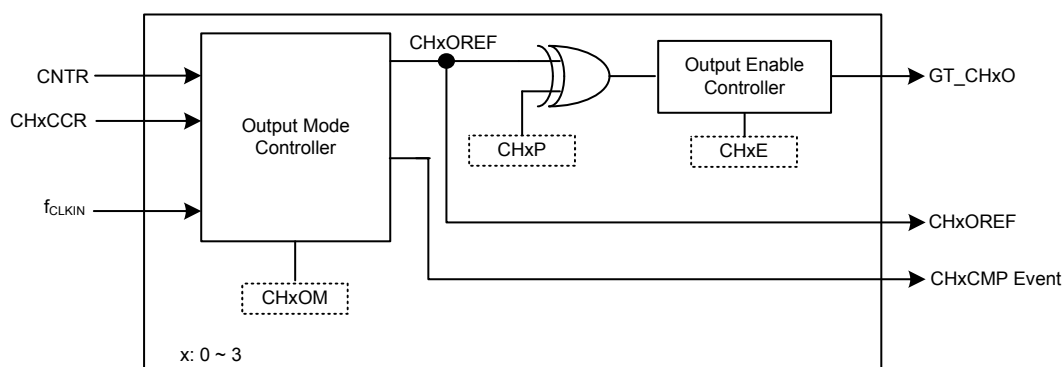 CHxOREF
CNTR
CHxCCR
fCLKIN
Output Mode
Controller
CHxOM
CHxP
Output Enable
Controller
CHxE
GT_CHxO
CHxOREF
CHxCMP Event
x: 0 ~ 3